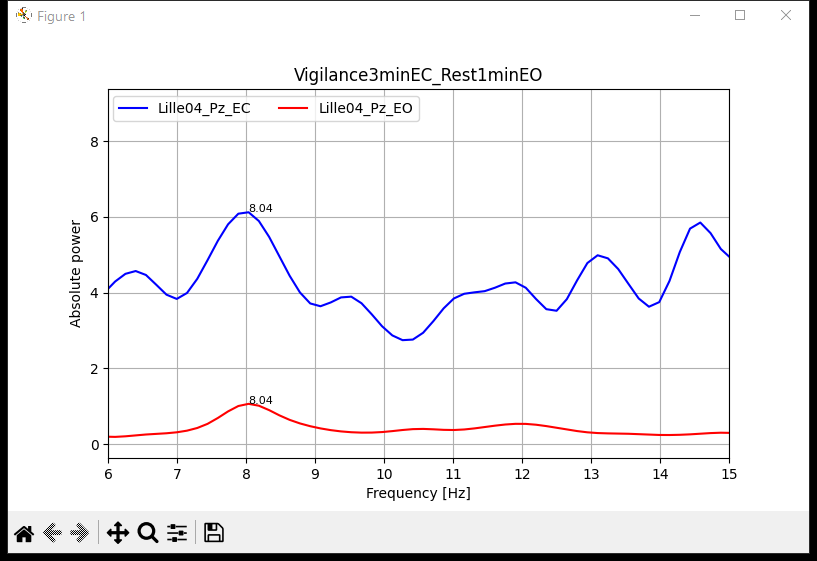 Figure 1
Vigilance3minEC_Rest1minEO
Lille04_Pz_EC Lille04_Pz_EO
8
6
4
2
0
Absolute power
8.04
8.04
6 7 8 9 10 11 12 13 14 15
Frequency [Hz]